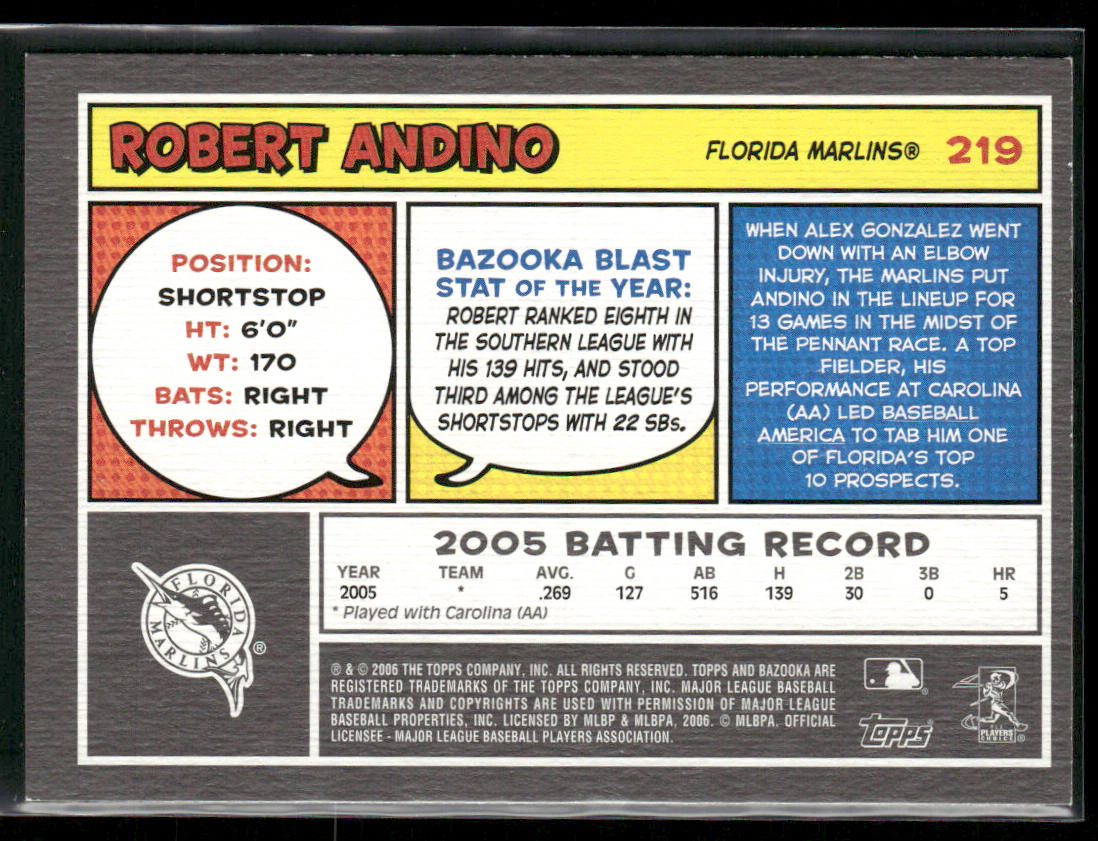 ROBERT ANDINO
FLORIDA MARLINS® 219
POSITION:
SHORTSTOP
HT: 6'0"
WT: 170
BATS: RIGHT
THROWS: RIGHT
BAZOOKA BLAST
STAT OF THE YEAR:
ROBERT RANKED EIGHTH IN
THE SOUTHERN LEAGUE WITH
HIS 139 HITS, AND STOOD
THIRD AMONG THE LEAGUE'S
SHORTSTOPS WITH 22 SBs.
WHEN ALEX GONZALEZ WENT
DOWN WITH AN ELBOW
INJURY, THE MARLINS PUT
ANDINO IN THE LINEUP FOR
13 GAMES IN THE MIDST OF
THE PENNANT RACE. A TOP
FIELDER, HIS
PERFORMANCE AT CAROLINA
(AA) LED BASEBALL
AMERICA TO TAB HIM ONE
OF FLORIDA'S TOP
10 PROSPECTS.
FLORIDA
MARLINS
®
2005 BATTING RECORD
YEAR TEAM AVG. G AB H 2B 3B HR
2005 * .269 127 516 139 30 0 5
* Played with Carolina (AA)
® & © 2006 THE TOPPS COMPANY, INC. ALL RIGHTS RESERVED. TOPPS AND BAZOOKA ARE
REGISTERED TRADEMARKS OF THE TOPPS COMPANY, INC. MAJOR LEAGUE BASEBALL
TRADEMARKS AND COPYRIGHTS ARE USED WITH PERMISSION OF MAJOR LEAGUE
BASEBALL PROPERTIES, INC. LICENSED BY MLBP & MLBPA, 2006. © MLBPA. OFFICIAL
LICENSEE - MAJOR LEAGUE BASEBALL PLAYERS ASSOCIATION.
Topps®
PLAYERS
CHOICE ®